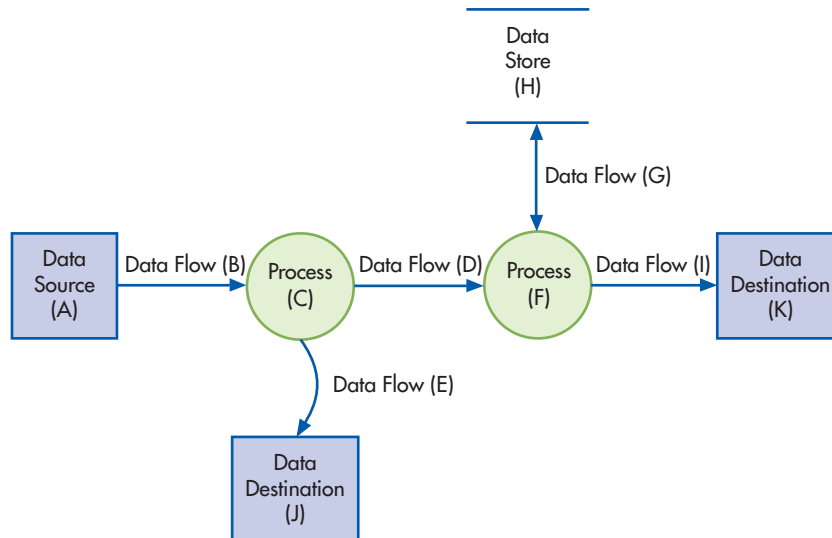 Data
Store
(H)
Data Flow (G)
Data
Source
(A)
Data Flow (B)
Process
(C)
Data Flow (D)
Process
(F)
Data Flow (I)
Data
Destination
(K)
Data Flow (E)
Data
Destination
(J)